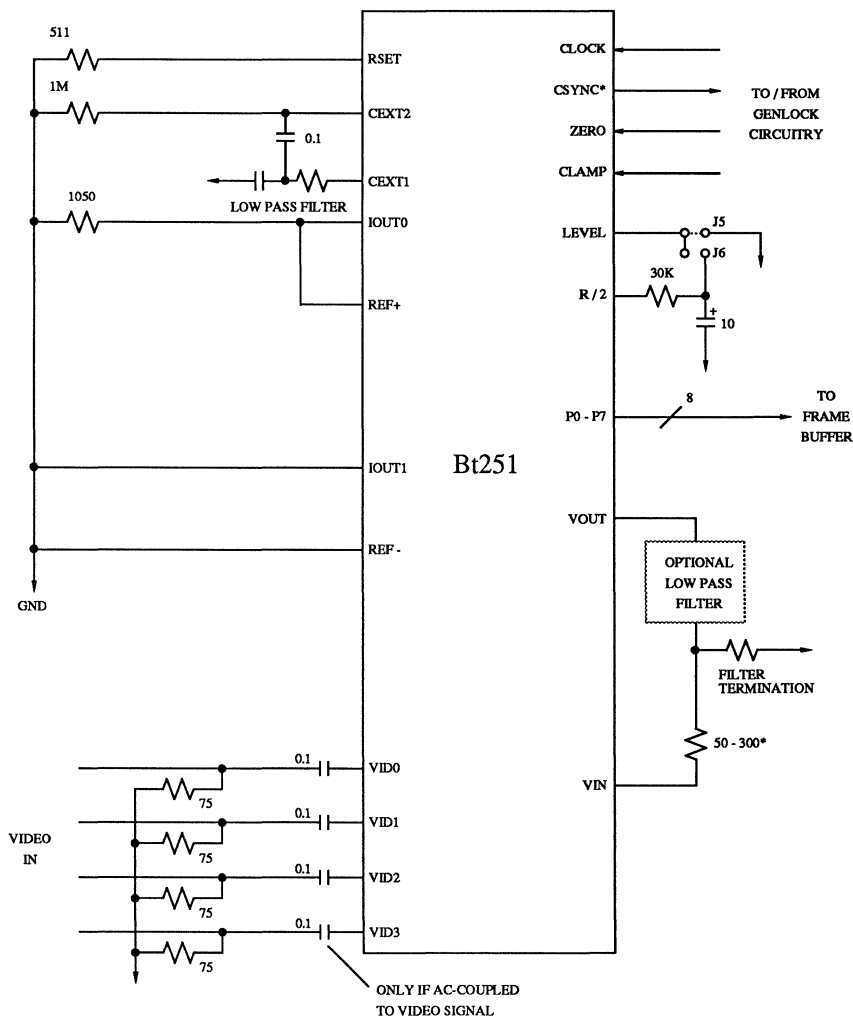 511
RSET
1M
CEXT2
0.1
CEXT1
LOW PASS FILTER
1050
IOUT0
REF+
IOUT1
REF -
GND
Bt251
CLOCK
CSYNC*
ZERO
CLAMP
TO / FROM
GENLOCK
CIRCUITRY
LEVEL
J5
J6
30K
R / 2
+
10
P0 - P7
8
TO
FRAME
BUFFER
VOUT
OPTIONAL
LOW PASS
FILTER
FILTER
TERMINATION
50 - 300*
VIN
VIDEO
IN
0.1
VID0
75
0.1
VID1
75
0.1
VID2
75
0.1
VID3
75
ONLY IF AC-COUPLED
TO VIDEO SIGNAL